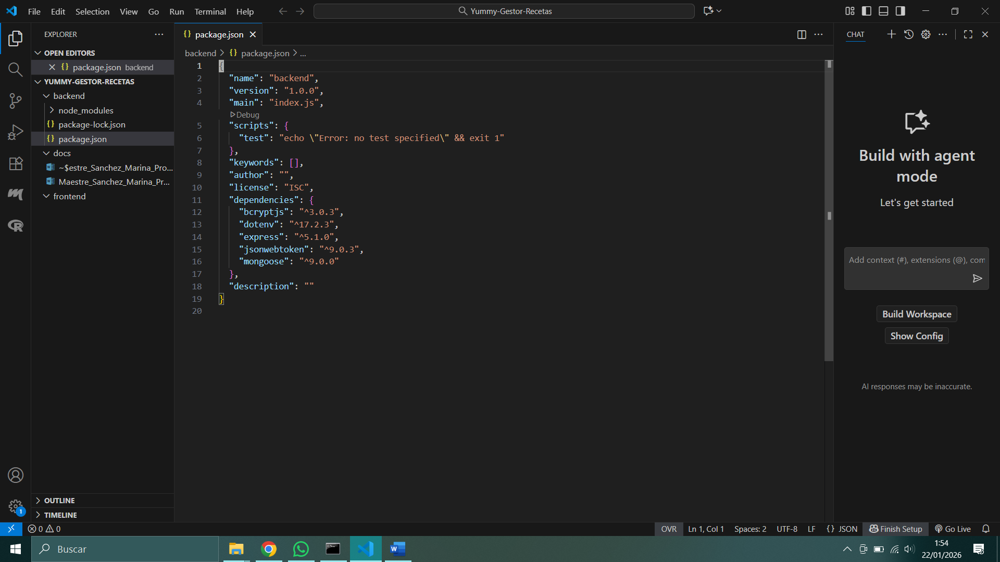 File Edit Selection View Go Run Terminal Help
Yummy-Gestor-Recetas
EXPLORER
OPEN EDITORS
package.json backend
YUMMY-GESTOR-RECETAS
backend
node_modules
package-lock.json
package.json
docs
~$estre_Sanchez_Marina_Pro...
Maestre_Sanchez_Marina_Pr...
frontend
OUTLINE
TIMELINE
package.json
backend > {} package.json > ...
1 {
2 "name": "backend",
3 "version": "1.0.0",
4 "main": "index.js",
Debug
5 "scripts": {
6 "test": "echo \"Error: no test specified\" && exit 1"
7 },
8 "keywords": [],
9 "author": "",
10 "license": "ISC",
11 "dependencies": {
12 "bcryptjs": "^3.0.3",
13 "dotenv": "^17.2.3",
14 "express": "^5.1.0",
15 "jsonwebtoken": "^9.0.3",
16 "mongoose": "^9.0.0"
17 },
18 "description": ""
19 }
20
CHAT
Build with agent
mode
Let's get started
Add context (#), extensions (@), com
Build Workspace
Show Config
AI responses may be inaccurate.
1
0 0
OVR Ln 1, Col 1 Spaces: 2 UTF-8 LF {} JSON Finish Setup Go Live
Buscar
1:54
22/01/2026